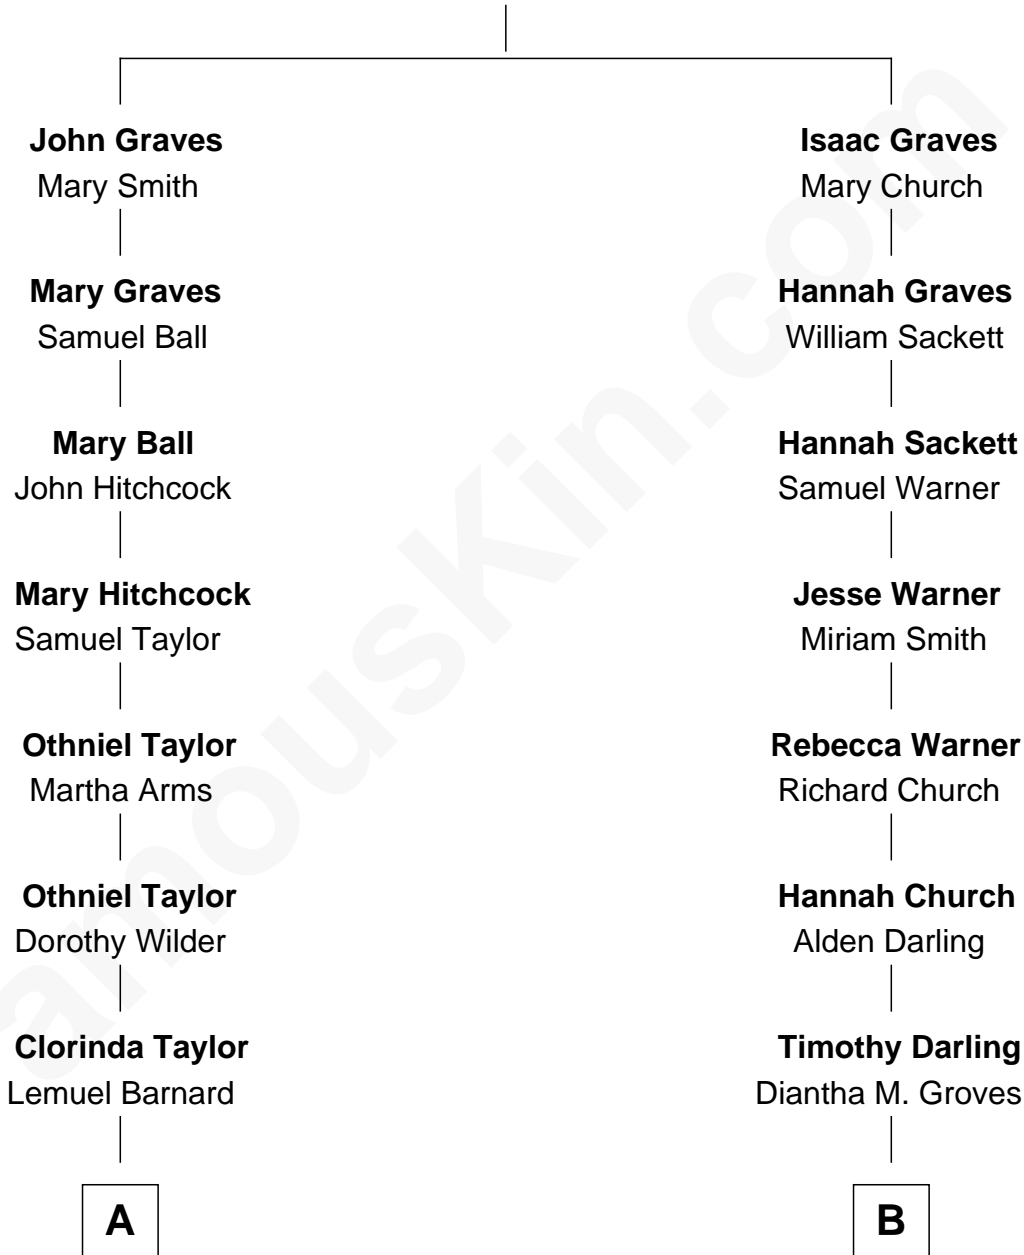 John Graves
Mary Smith
Isaac Graves
Mary Church
Mary Graves
Samuel Ball
Hannah Graves
William Sackett
Mary Ball
John Hitchcock
Hannah Sackett
Samuel Warner
Mary Hitchcock
Samuel Taylor
Jesse Warner
Miriam Smith
Othniel Taylor
Martha Arms
Rebecca Warner
Richard Church
Othniel Taylor
Dorothy Wilder
Hannah Church
Alden Darling
Clorinda Taylor
Lemuel Barnard
Timothy Darling
Diantha M. Groves
A
B
amouskin.com